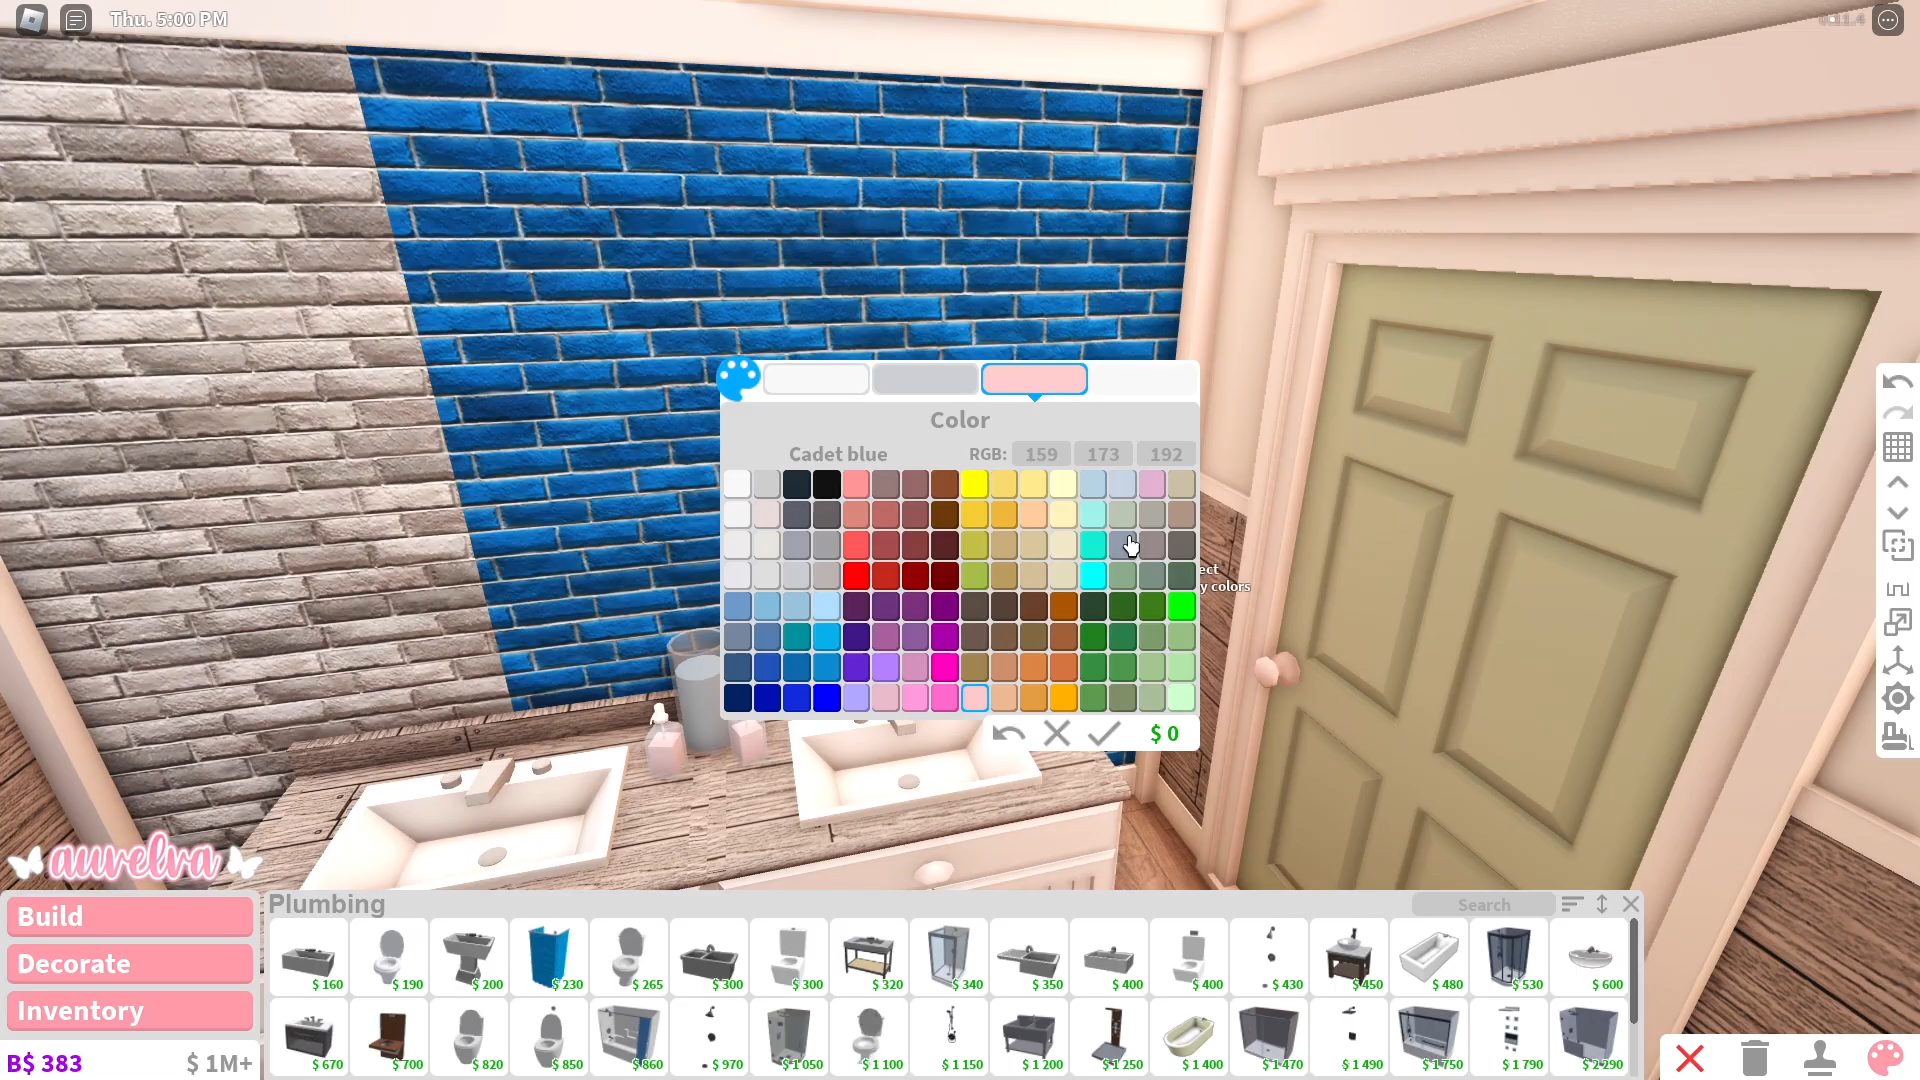 Thu. 5:00 PM
Color
Cadet blue
RGB: 159 173 192
ect
y colors
$ 0
aurelva
Build
Decorate
Inventory
B$ 383
$ 1M+
Plumbing
Search
$ 160
$ 190
$ 200
$ 230
$ 265
$ 300
$ 300
$ 320
$ 340
$ 350
$ 400
$ 400
$ 430
$ 450
$ 480
$ 530
$ 600
$ 670
$ 700
$ 820
$ 850
$ 860
$ 970
$ 1 050
$ 1 100
$ 1 150
$ 1 200
$ 1 250
$ 1 400
$ 1 470
$ 1 490
$ 1 750
$ 1 790
$ 2 290